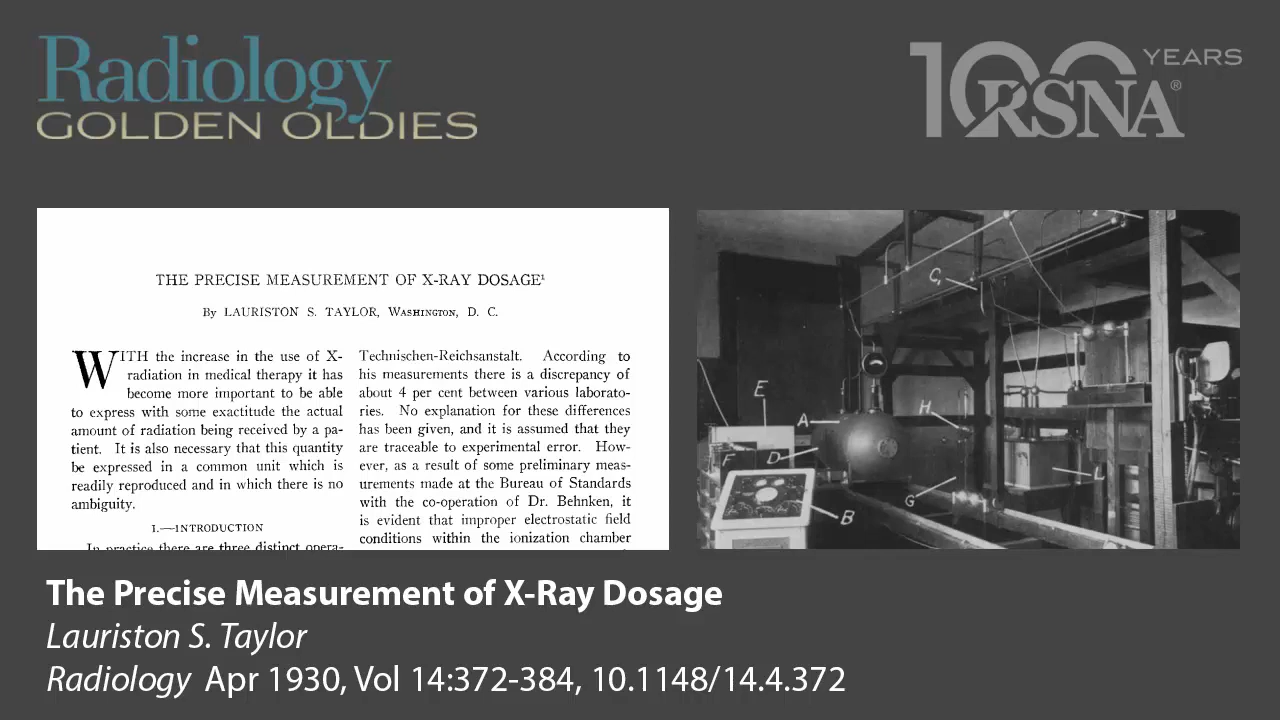 Radiology
GOLDEN OLDIES
100 YEARS
RSNA®
THE PRECISE MEASUREMENT OF X-RAY DOSAGE¹
By LAURISTON S. TAYLOR, WASHINGTON, D. C.
WITH the increase in the use of X-
radiation in medical therapy it has
become more important to be able
to express with some exactitude the actual
amount of radiation being received by a pa-
tient. It is also necessary that this quantity
be expressed in a common unit which is
readily reproduced and in which there is no
ambiguity.
I.—INTRODUCTION
In practice there are three distinct opera-
Technischen-Reichsanstalt. According to
his measurements there is a discrepancy of
about 4 per cent between various laborato-
ries. No explanation for these differences
has been given, and it is assumed that they
are traceable to experimental error. How-
ever, as a result of some preliminary meas-
urements made at the Bureau of Standards
with the co-operation of Dr. Behnken, it
is evident that improper electrostatic field
conditions within the ionization chamber
C,
E
A
H
F
D
G
L
B
The Precise Measurement of X-Ray Dosage
Lauriston S. Taylor
Radiology Apr 1930, Vol 14:372-384, 10.1148/14.4.372